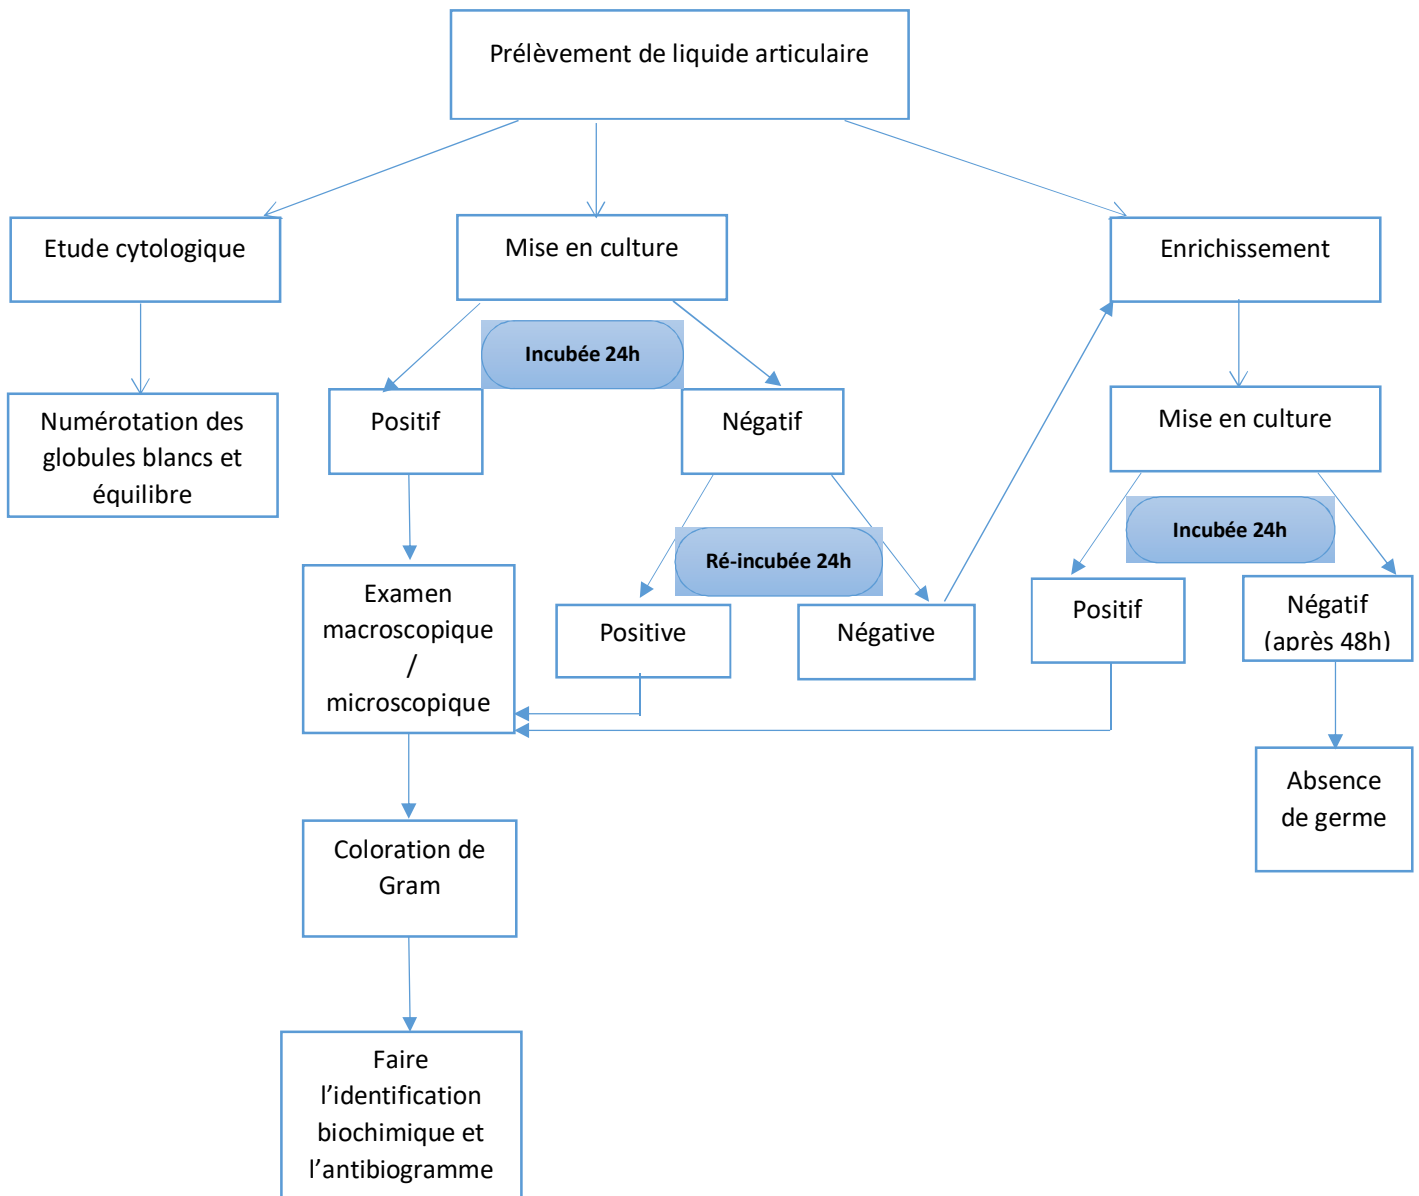 Prélèvement de liquide articulaire
Etude cytologique
Mise en culture
Enrichissement
Incubée 24h
Numérotation des
globules blancs et
équilibre
Positif
Négatif
Mise en culture
Incubée 24h
Ré-incubée 24h
Examen
macroscopique
/
microscopique
Positive
Négative
Positif
Négatif
(après 48h)
Absence
de germe
Coloration de
Gram
Faire
l’identification
biochimique et
l’antibiogramme